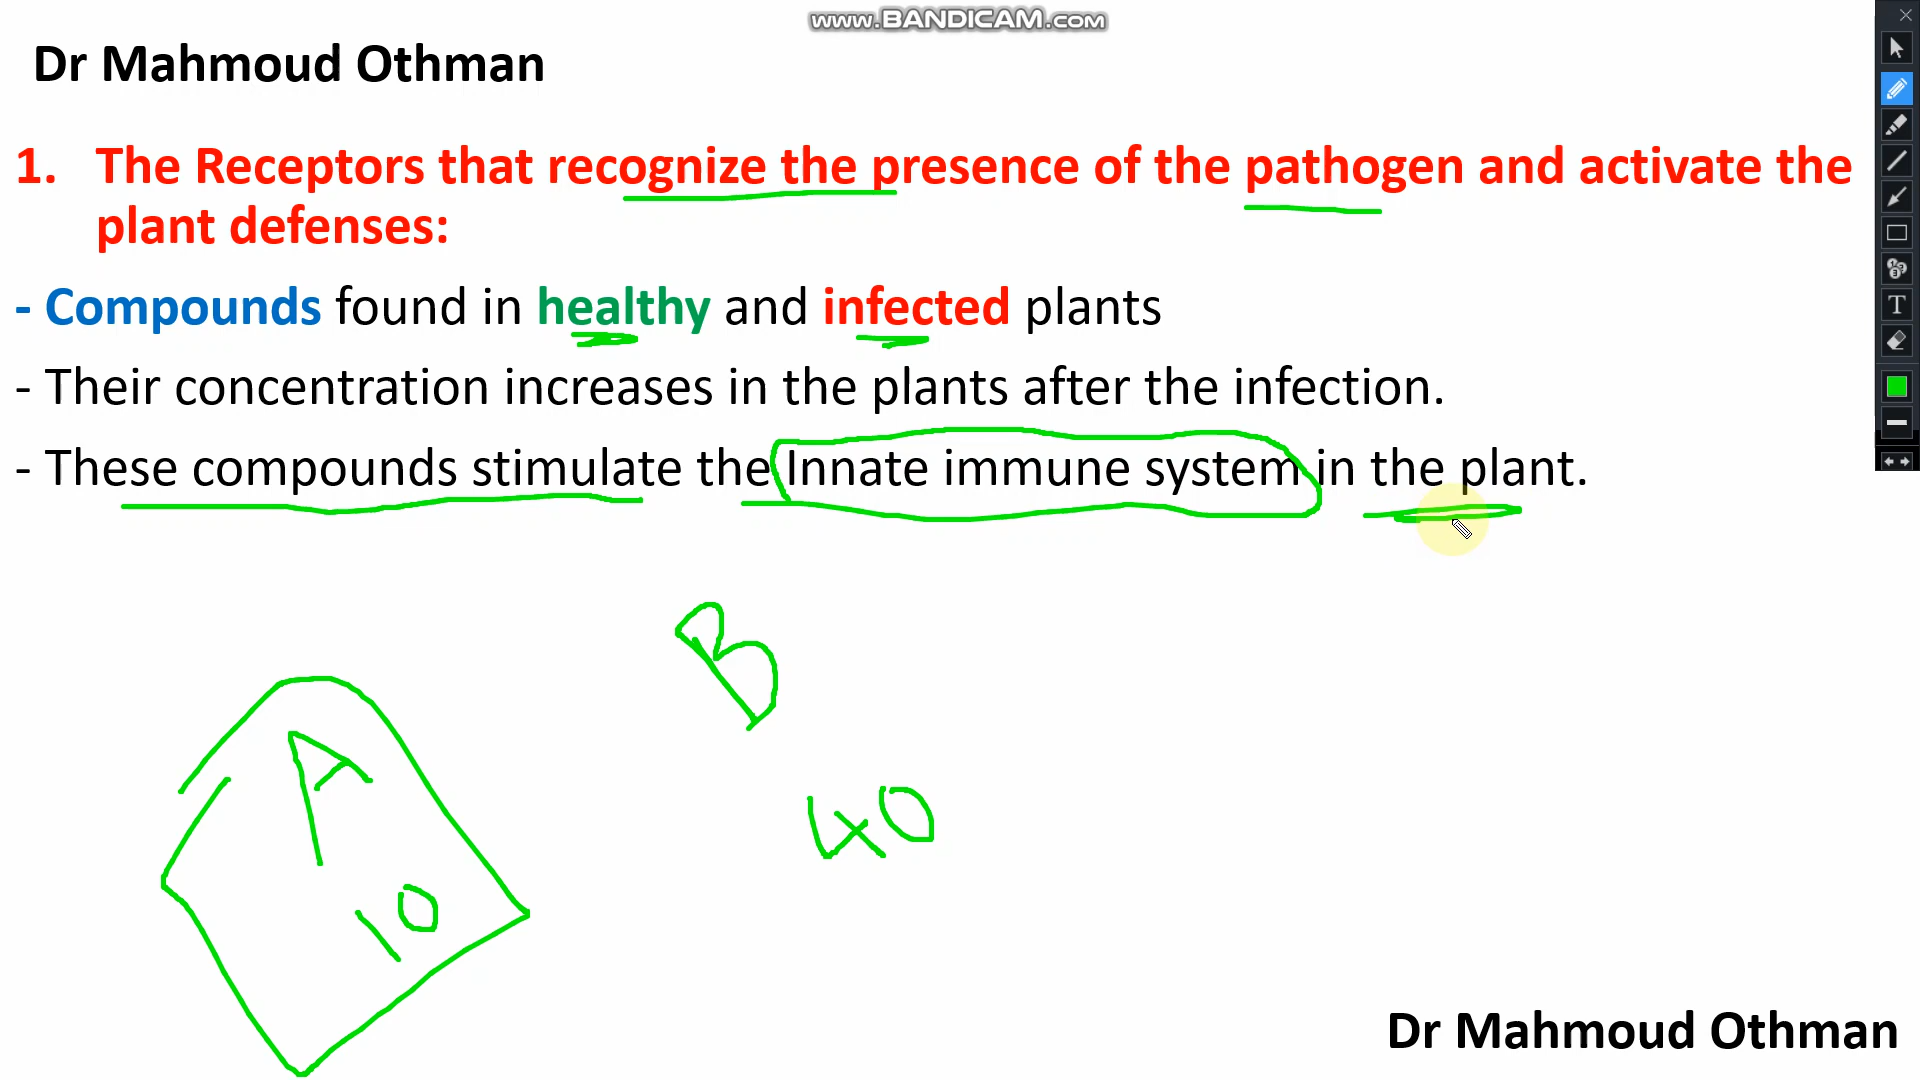 www.BANDICAM.com
Dr Mahmoud Othman
1. The Receptors that recognize the presence of the pathogen and activate the
plant defenses:
- Compounds found in healthy and infected plants
- Their concentration increases in the plants after the infection.
- These compounds stimulate the Innate immune system in the plant.
B
A
40
10
Dr Mahmoud Othman
T